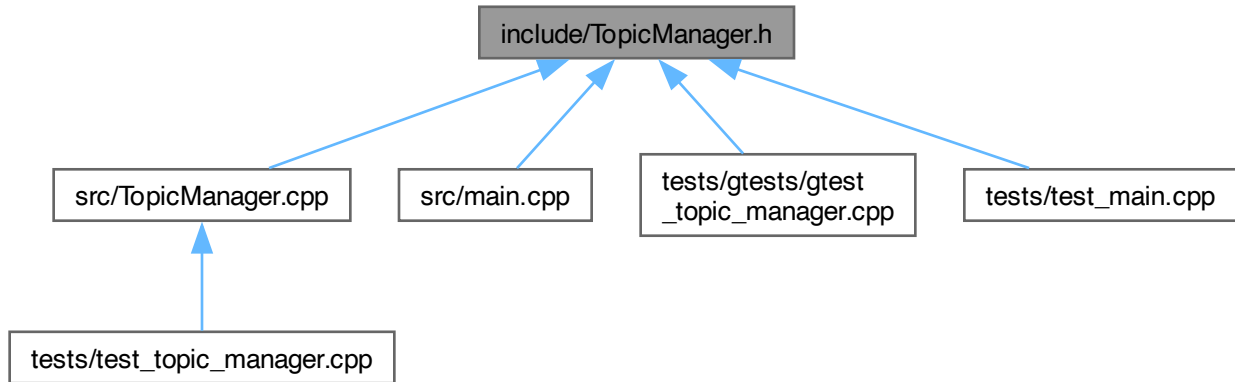 include/TopicManager.h
src/TopicManager.cpp
src/main.cpp
tests/gtests/gtest
_topic_manager.cpp
tests/test_main.cpp
tests/test_topic_manager.cpp